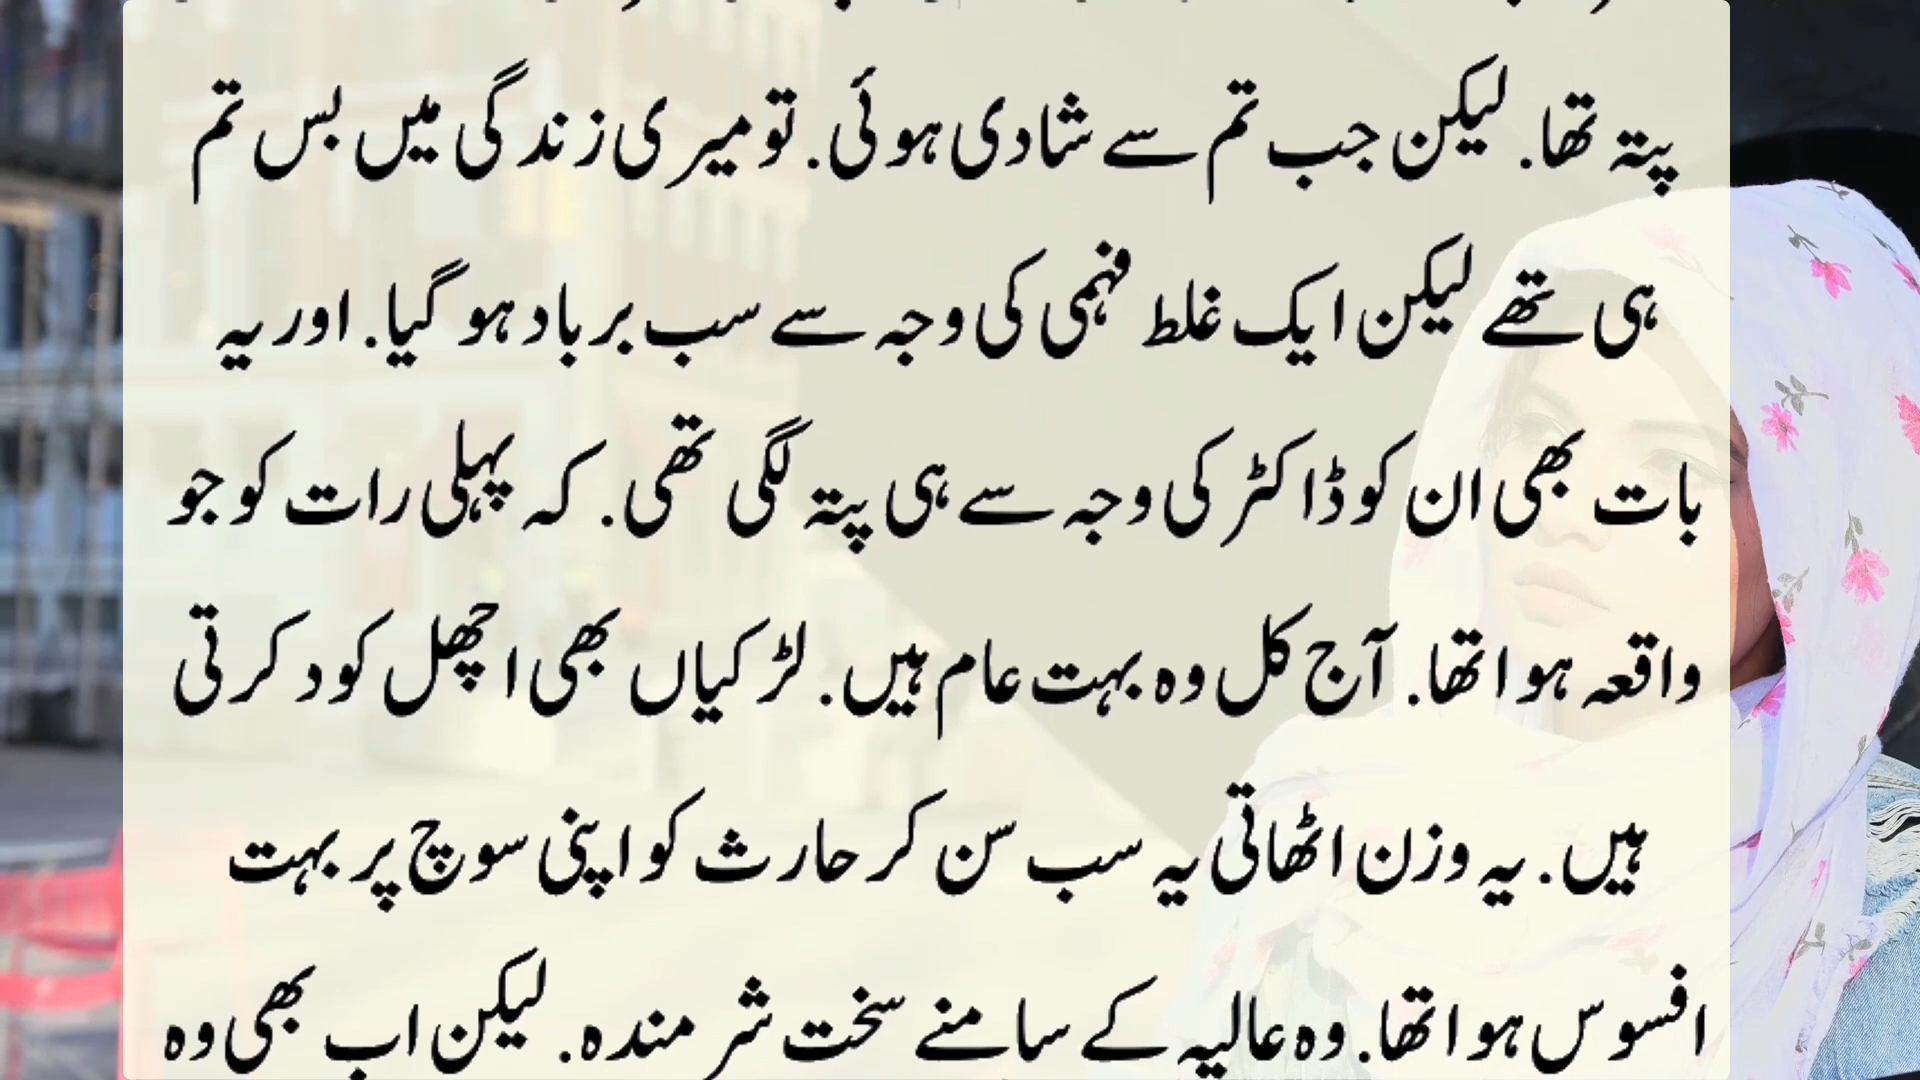 پتہ تھا. لیکن جب تم سے شادی ہوئی. تو میری زندگی میں بس تم
ہی تھے لیکن ایک غلط فہمی کی وجہ سے سب برباد ہو گیا. اور یہ
بات بھی ان کو ڈاکٹر کی وجہ سے ہی پتہ لگی تھی. کہ پہلی رات کو جو
واقعہ ہوا تھا. آج کل وہ بہت عام ہیں. لڑکیاں بھی اچھل کود کرتی
ہیں. یہ وزن اٹھاتی یہ سب سن کر حارث کو اپنی سوچ پر بہت
افسوس ہوا تھا. وہ عالیہ کے سامنے سخت شرمندہ. لیکن اب بھی وہ